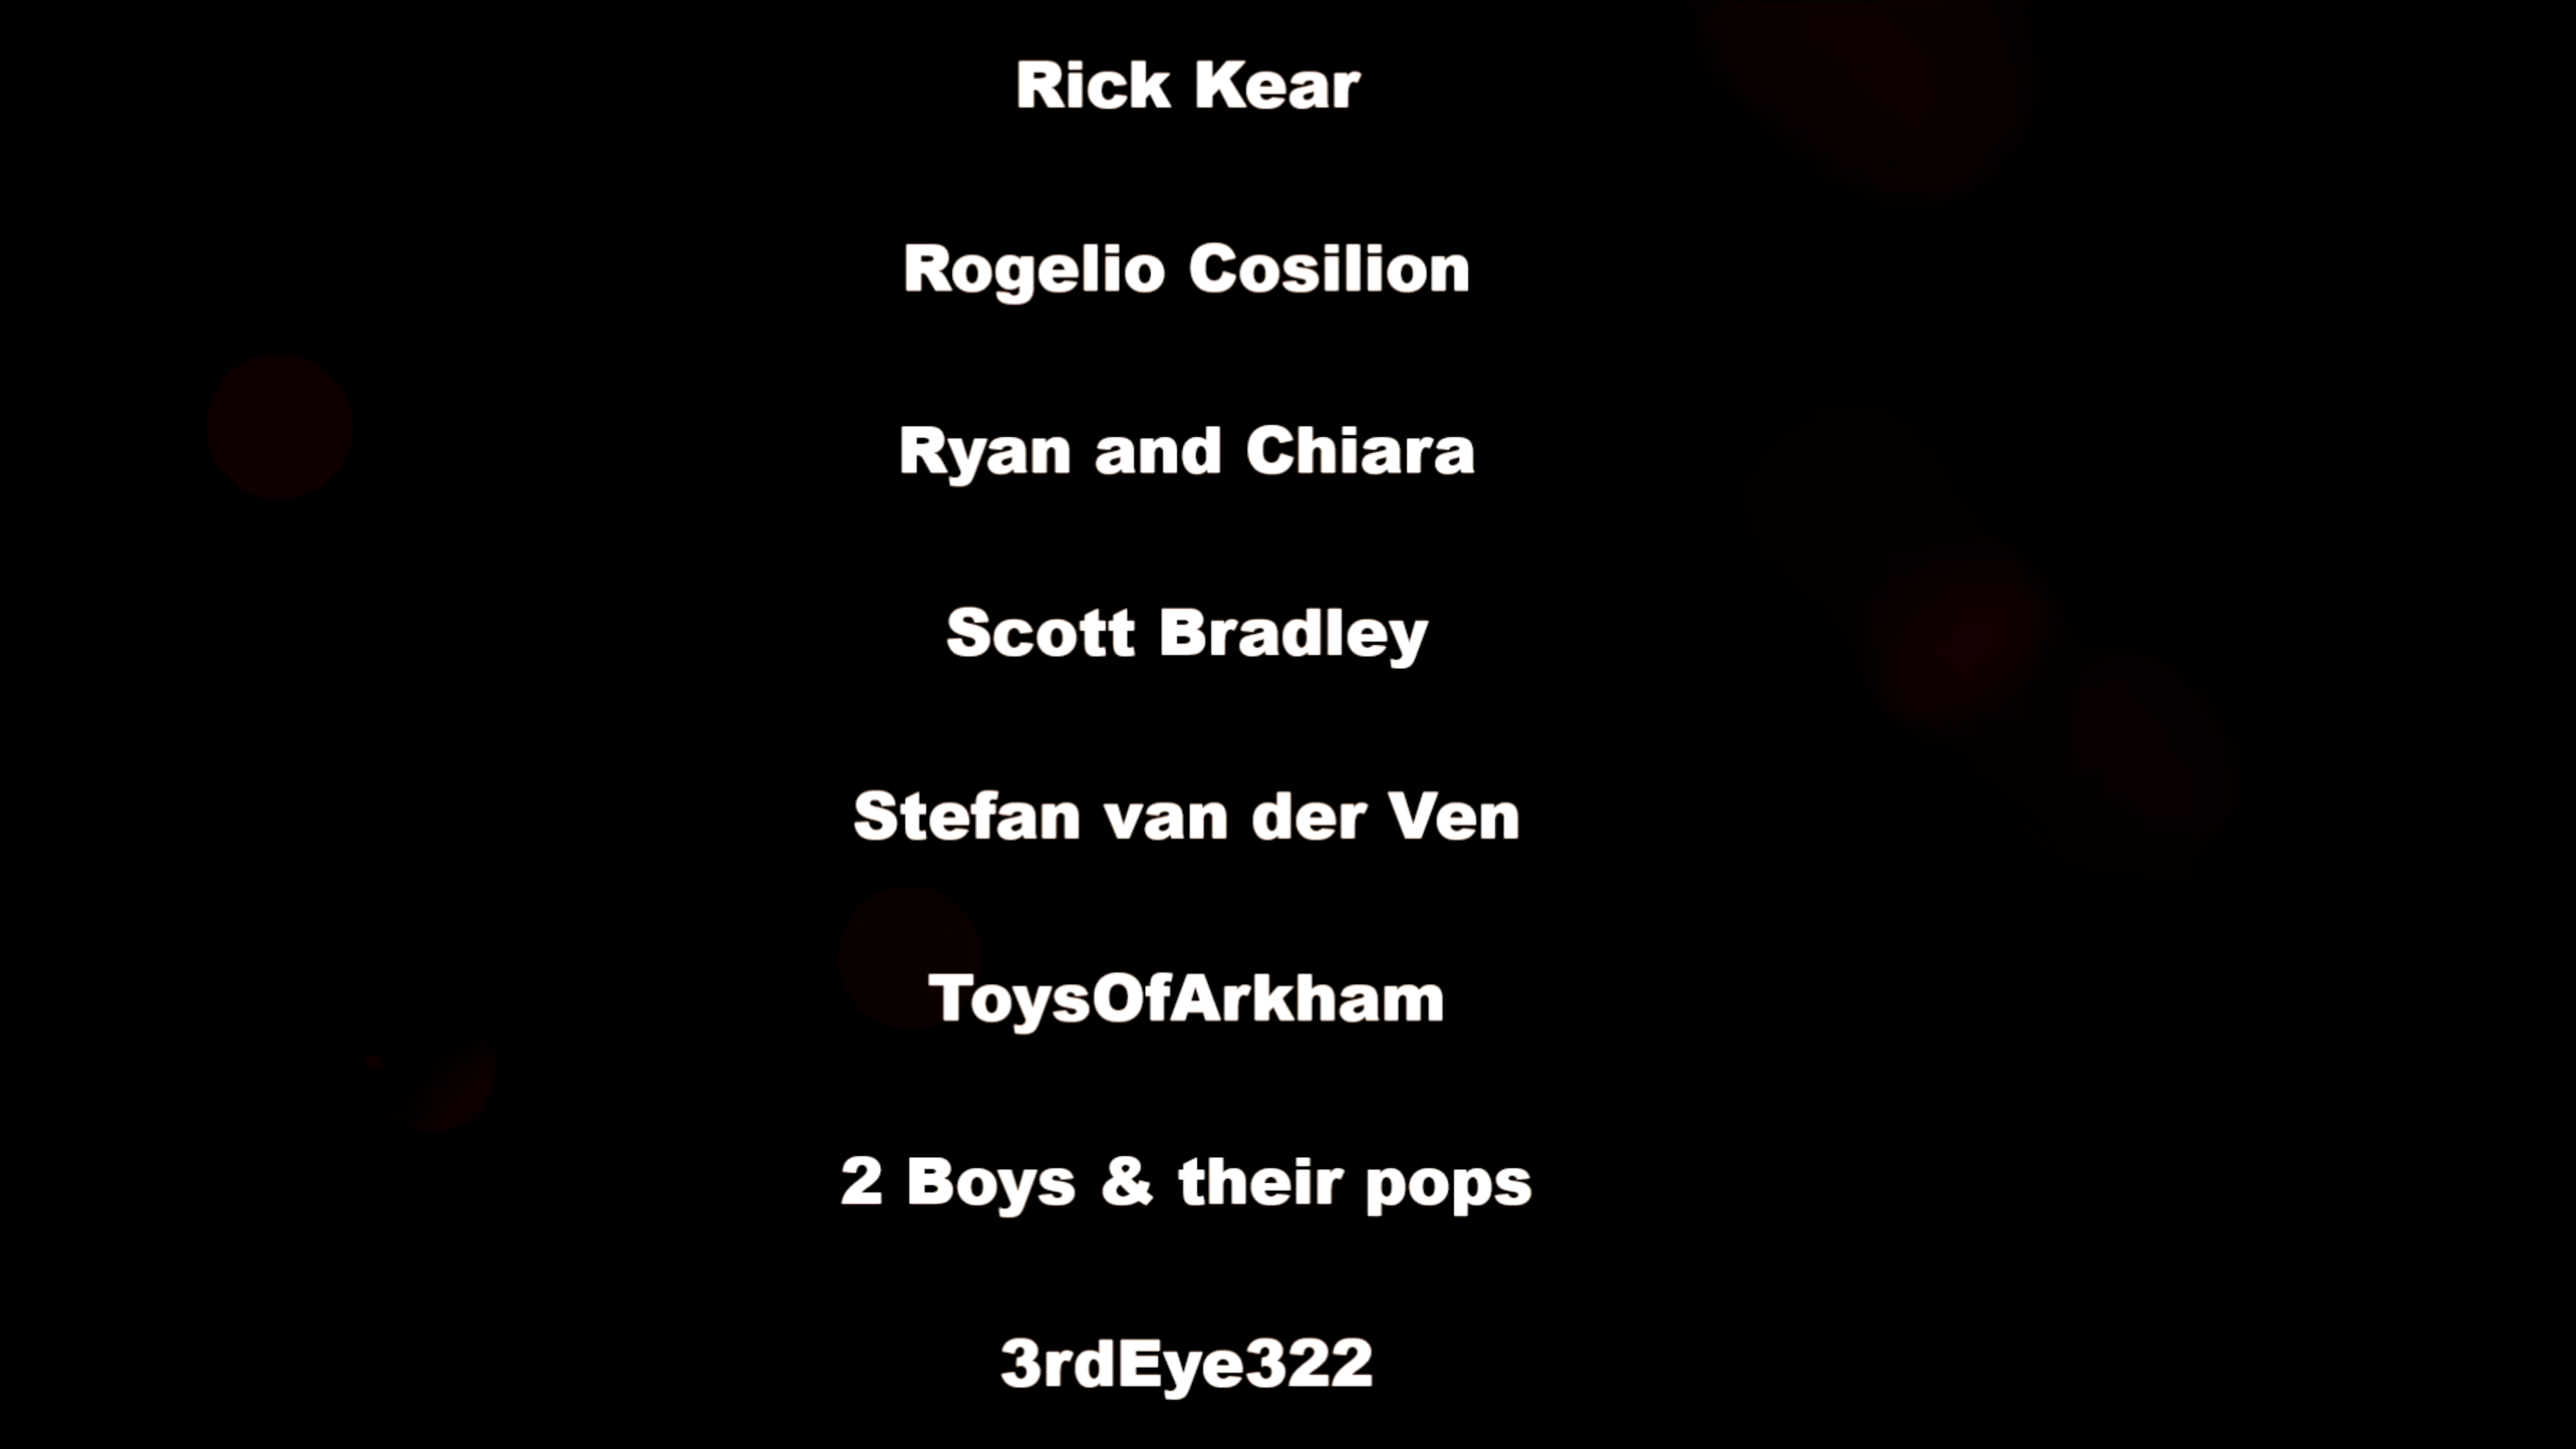 Rick Kear
Rogelio Cosilion
Ryan and Chiara
Scott Bradley
Stefan van der Ven
ToysOfArkham
2 Boys & their pops
3rdEye322